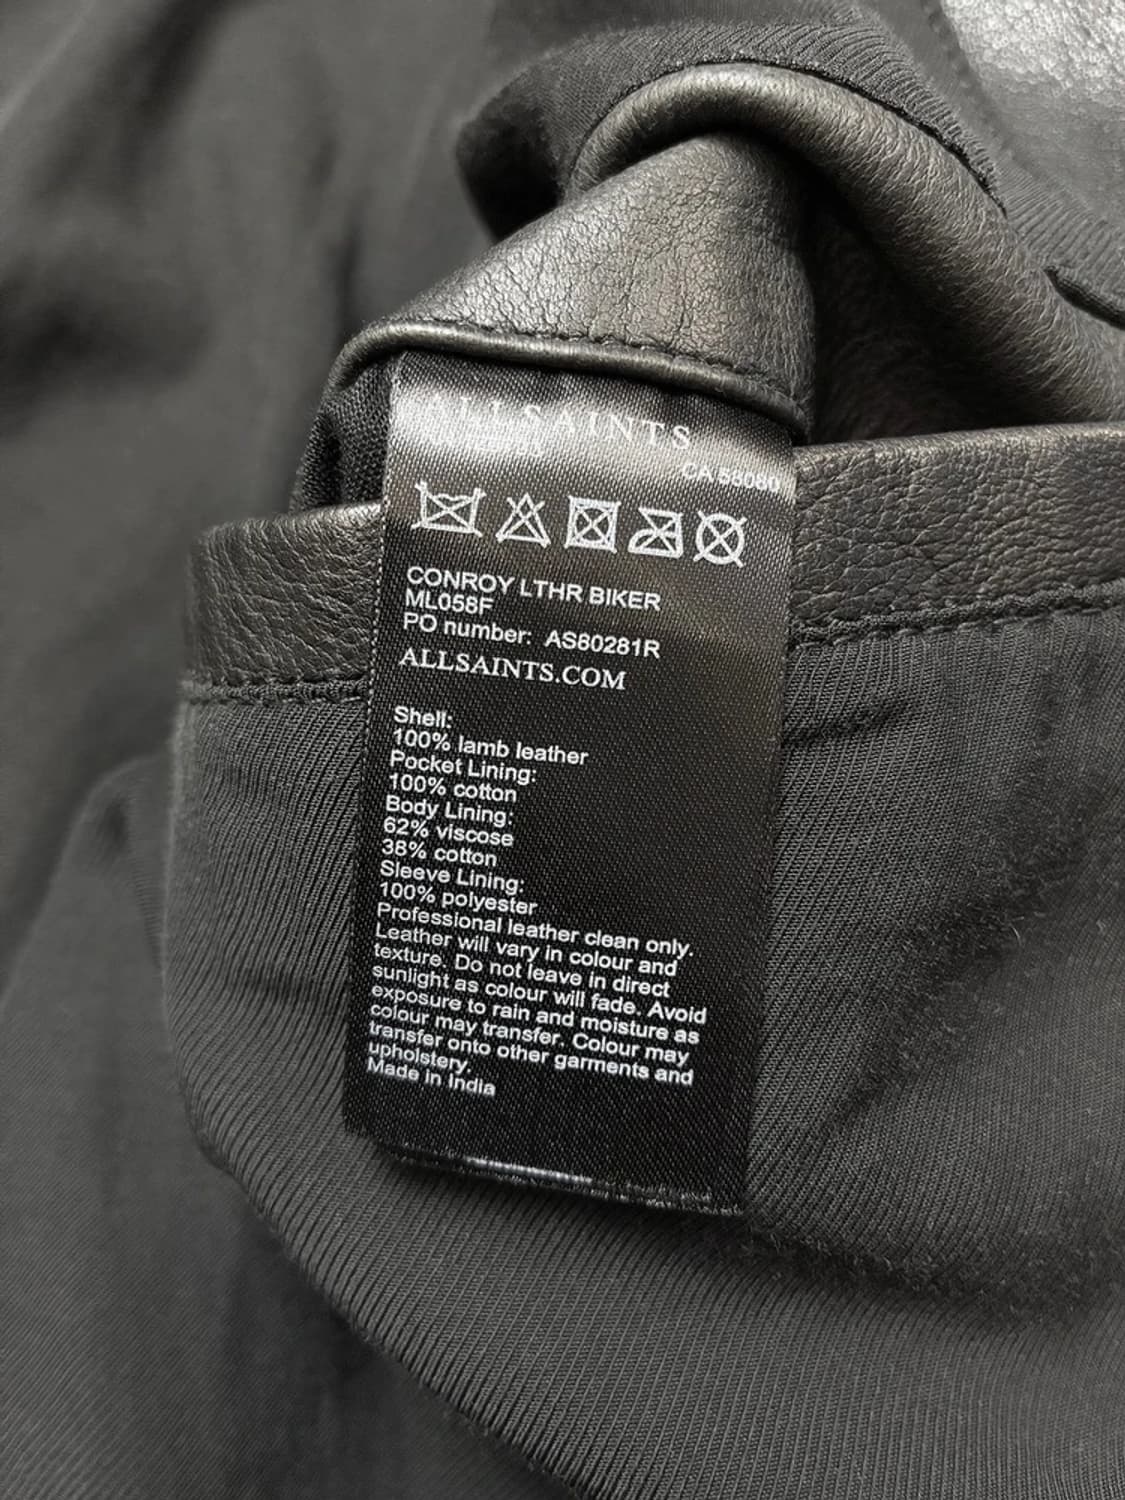 ALLSAINTS
CA 58080
CONROY LTHR BIKER
ML058F
PO number: AS80281R
ALLSAINTS.COM
Shell:
100% lamb leather
Pocket Lining:
100% cotton
Body Lining:
62% viscose
38% cotton
Sleeve Lining:
100% polyester
Professional leather clean only.
Leather will vary in colour and
texture. Do not leave in direct
sunlight as colour will fade. Avoid
exposure to rain and moisture as
colour may transfer. Colour may
transfer onto other garments and
upholstery.
Made in India